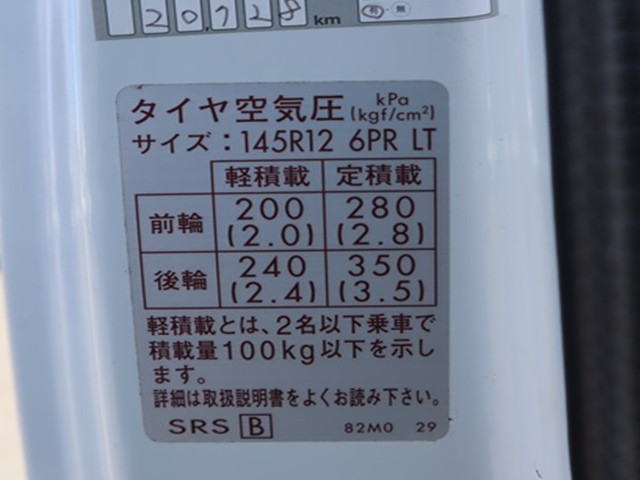 20,728 km 有・無
タイヤ空気圧 kPa (kgf/cm²)
サイズ：145R12 6PR LT
軽積載 定積載
前輪 200 (2.0) 280 (2.8)
後輪 240 (2.4) 350 (3.5)
軽積載とは、2名以下乗車で
積載量100kg以下を示し
ます。
詳細は取扱説明書をよくお読み下さい。
SRS B 82M0 29